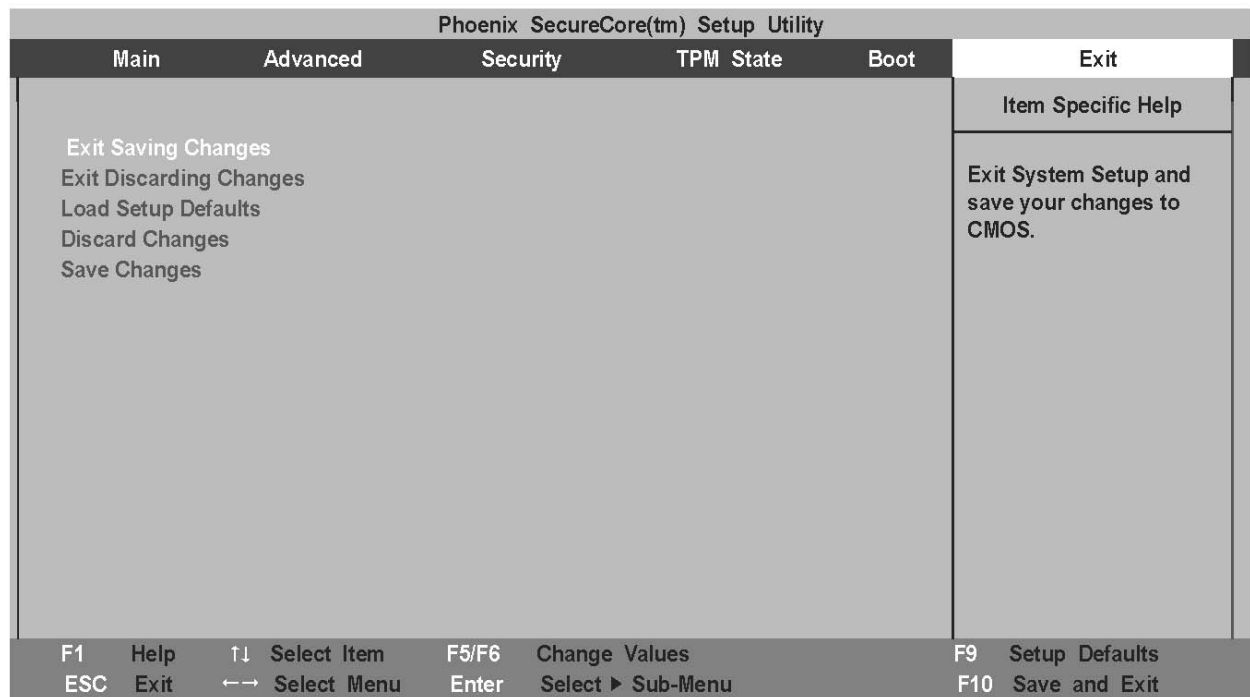 Phoenix SecureCore(tm) Setup Utility
Main Advanced Security TPM State Boot Exit
Item Specific Help
Exit Saving Changes
Exit Discarding Changes
Load Setup Defaults
Discard Changes
Save Changes
Exit System Setup and
save your changes to
CMOS.
F1 Help ↑↓ Select Item F5/F6 Change Values F9 Setup Defaults
ESC Exit ←→ Select Menu Enter Select ▶ Sub-Menu F10 Save and Exit